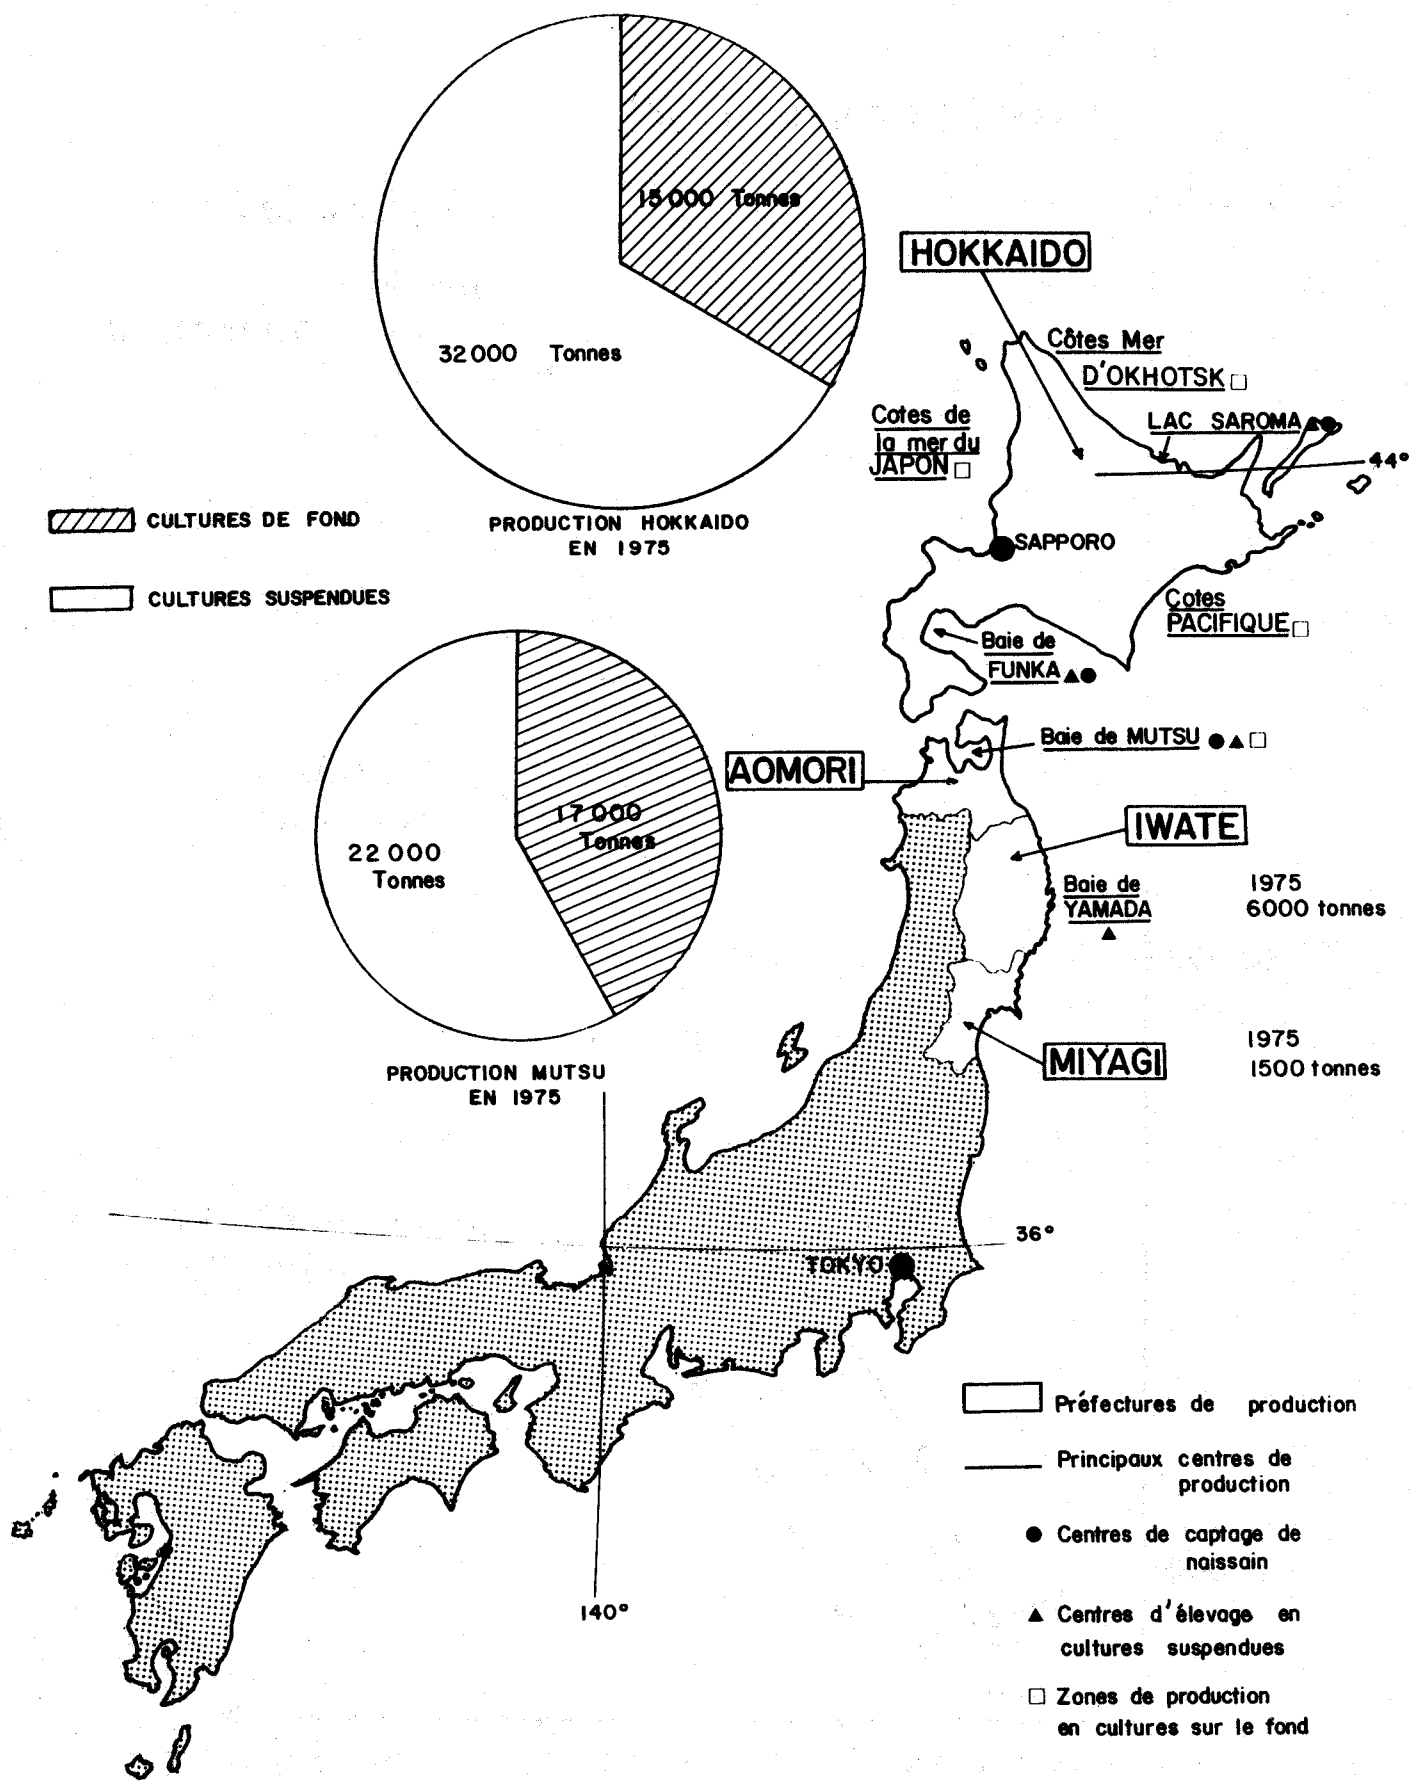 15 000 Tonnes
32 000 Tonnes
PRODUCTION HOKKAIDO
EN 1975
CULTURES DE FOND
CULTURES SUSPENDUES
17 000
Tonnes
22 000
Tonnes
PRODUCTION MUTSU
EN 1975
HOKKAIDO
Côtes Mer
D'OKHOTSK
LAC SAROMA
Cotes de
la mer du
JAPON
44°
SAPPORO
Cotes
PACIFIQUE
Baie de
FUNKA
Baie de MUTSU
AOMORI
IWATE
Baie de
YAMADA
1975
6000 tonnes
MIYAGI
1975
1500 tonnes
36°
TOKYO
140°
Préfectures de production
Principaux centres de
production
Centres de captage de
naissain
Centres d'élevage en
cultures suspendues
Zones de production
en cultures sur le fond